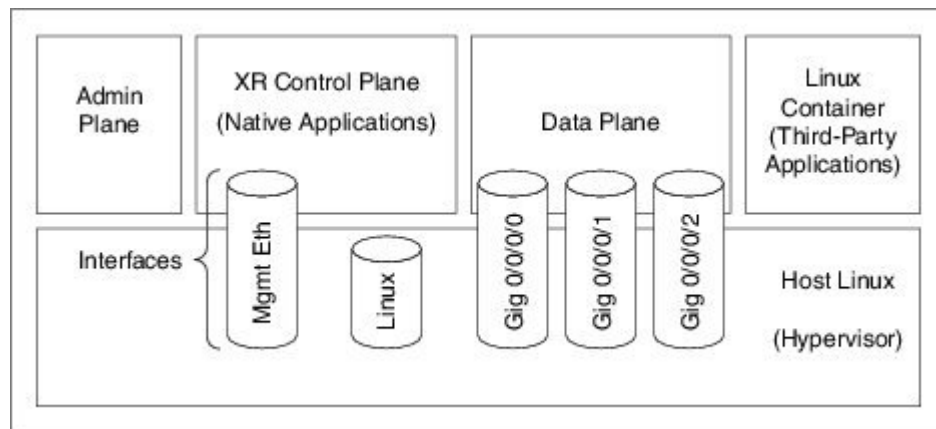 Admin
Plane
XR Control Plane
(Native Applications)
Data Plane
Linux
Container
(Third-Party
Applications)
Interfaces
Mgmt Eth
Linux
Gig 0/0/0/0
Gig 0/0/0/1
Gig 0/0/0/2
Host Linux
(Hypervisor)